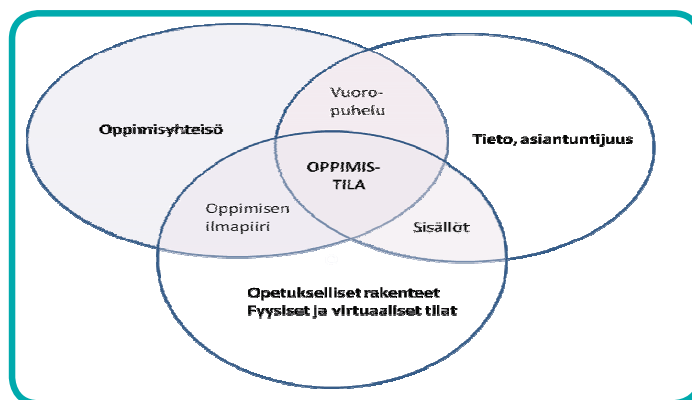 Vuoro-
puhelu
Oppimisyhteisö
Tieto, asiantuntijuus
OPPIMIS-
TILA
Oppimisen
ilmapiiri
Sisällöt
Opetukselliset rakenteet
Fyysiset ja virtuaaliset tilat